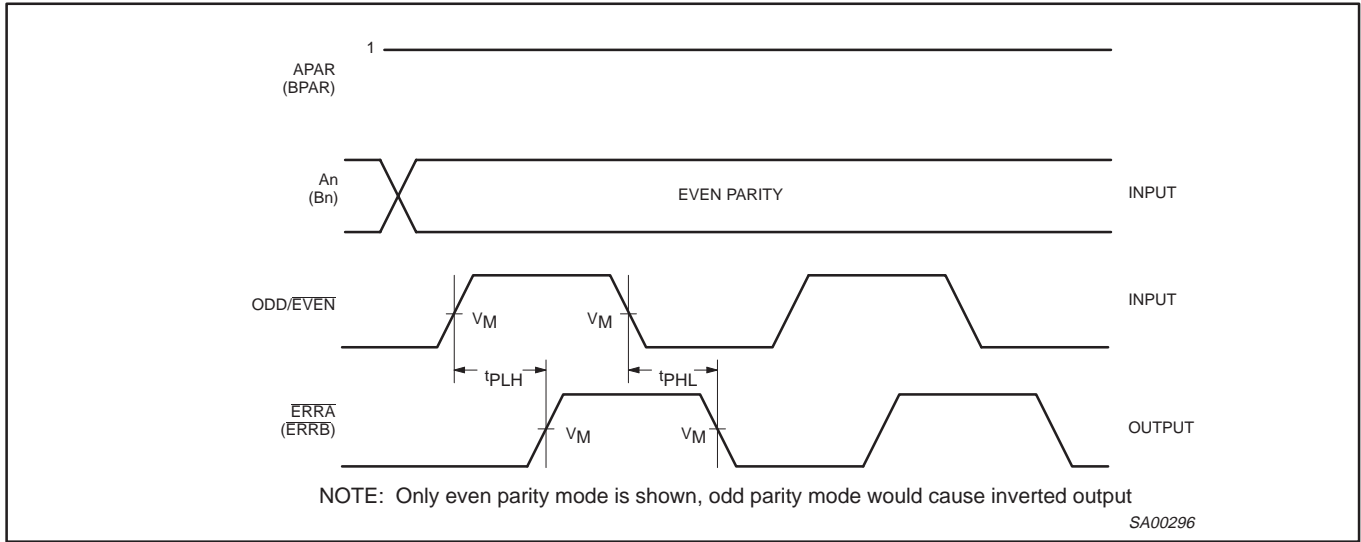 1
APAR
(BPAR)
An
(Bn)
EVEN PARITY
INPUT
ODD/EVEN
VM
VM
INPUT
tPLH
tPHL
ERRA
(ERRB)
VM
VM
OUTPUT
NOTE: Only even parity mode is shown, odd parity mode would cause inverted output
SA00296